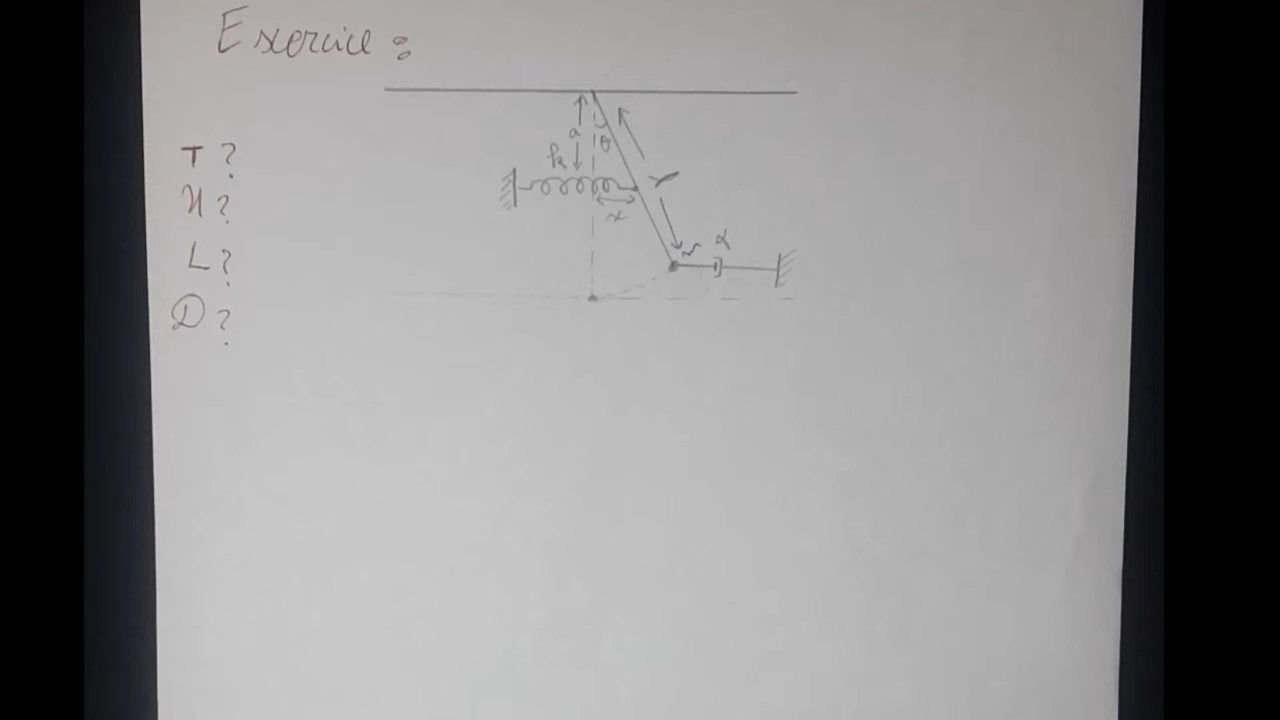 Exercice :
a
θ
k
x
α
T ?
U ?
L ?
D ?